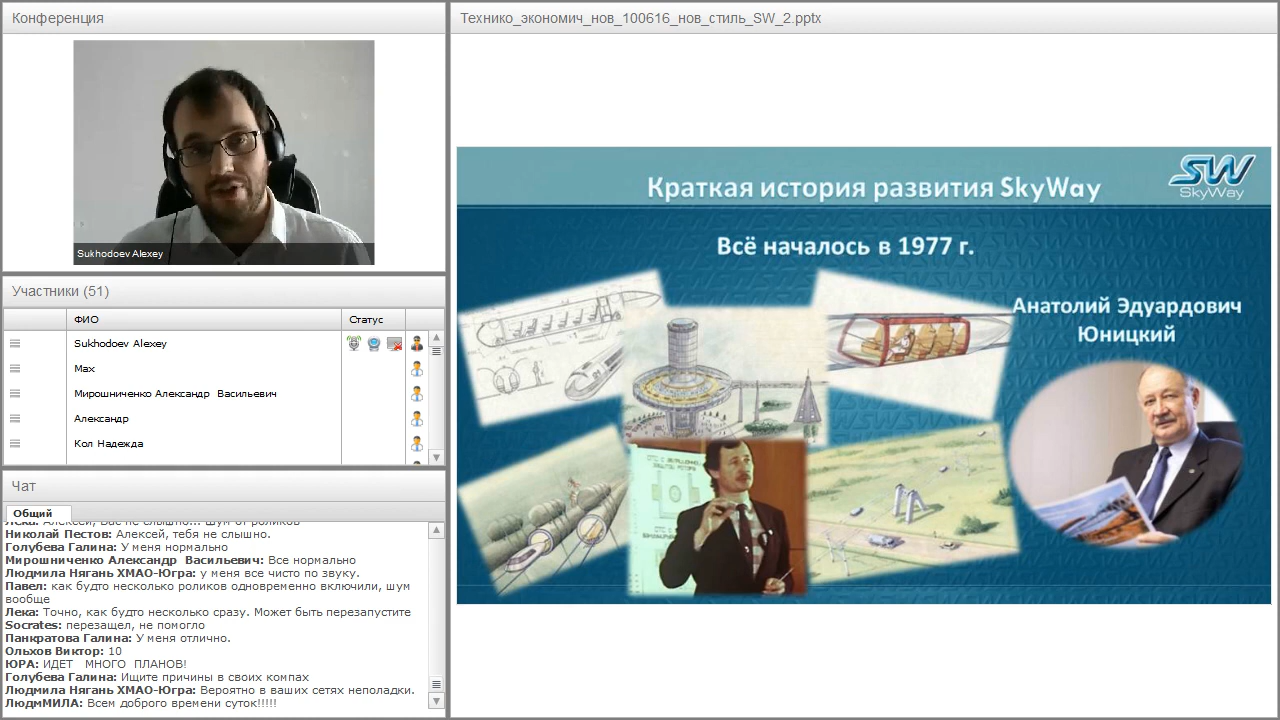 Конференция
Sukhodoev Alexey
Участники (51)
ФИО
Статус
Sukhodoev Alexey
Max
Мирошниченко Александр Васильевич
Александр
Кол Надежда
Чат
Общий
Николай Пестов: Алексей, тебя не слышно.
Голубева Галина: У меня нормально
Мирошниченко Александр Васильевич: Все нормально
Людмила Нягань ХМАО-Югра: у меня все чисто по звуку.
Павел: как будто несколько роликов одновременно включили, шум
вообще
Лека: Точно, как будто несколько сразу. Может быть перезапустите
Socrates: перезащел, не помогло
Панкратова Галина: У меня отлично.
Ольхов Виктор: 10
ЮРА: ИДЕТ МНОГО ПЛАНОВ!
Голубева Галина: Ищите причины в своих компах
Людмила Нягань ХМАО-Югра: Вероятно в ваших сетях неполадки.
ЛюдмМИЛА: Всем доброго времени суток!!!!!
Технико_экономич_нов_100616_нов_стиль_SW_2.pptx
Краткая история развития SkyWay
SW
SkyWay
Всё началось в 1977 г.
Анатолий Эдуардович
Юницкий